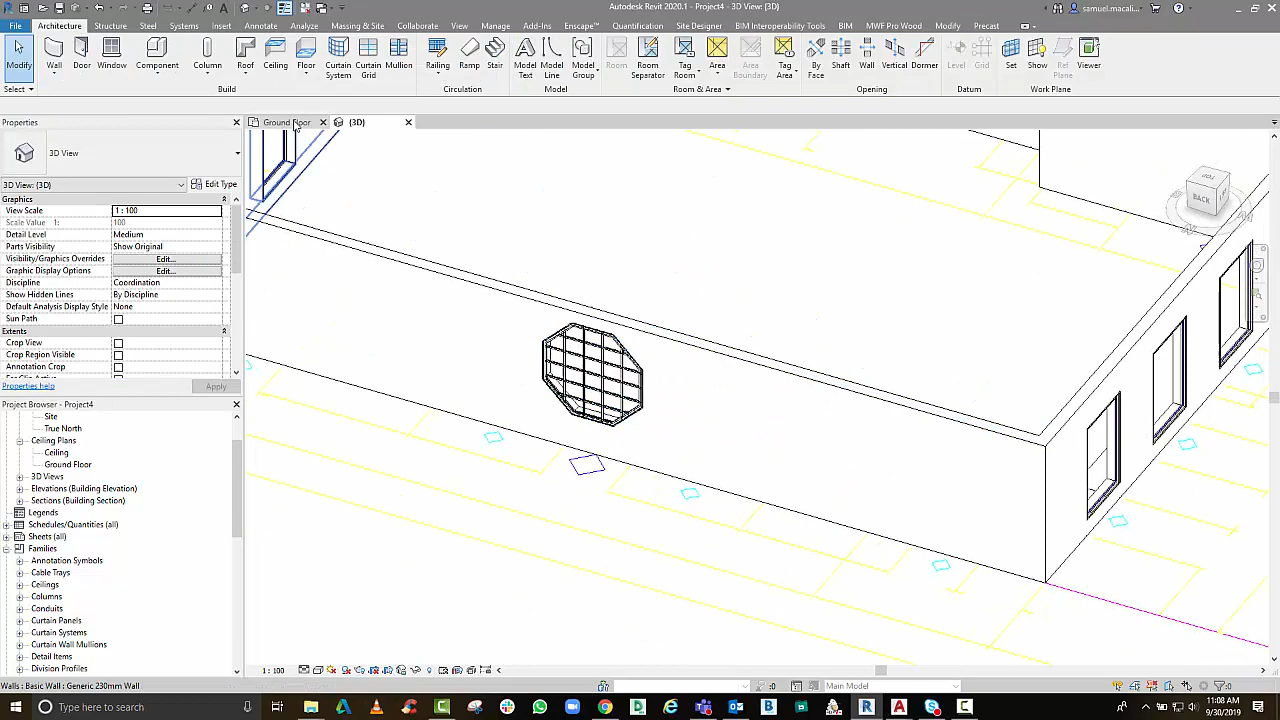 Autodesk Revit 2020.1 - Project4 - 3D View: {3D}
samuel.macali...
File Architecture Structure Steel Systems Insert Annotate Analyze Massing & Site Collaborate View Manage Add-Ins Enscape™ Quantification Site Designer BIM Interoperability Tools BIM MWF Pro Wood Modify Precast
Modify Wall Door Window Component Column Roof Ceiling Floor Curtain System Curtain Grid Mullion Railing Ramp Stair Model Text Model Line Model Group Room Room Separator Tag Room Area Area Boundary Tag Area By Face Shaft Wall Vertical Dormer Level Grid Set Show Ref Plane Viewer
Select Build Circulation Model Room & Area Opening Datum Work Plane
Properties
Ground Floor
{3D}
3D View
3D View: {3D}
Edit Type
Graphics
View Scale 1 : 100
Scale Value 1: 100
Detail Level Medium
Parts Visibility Show Original
Visibility/Graphics Overrides Edit...
Graphic Display Options Edit...
Discipline Coordination
Show Hidden Lines By Discipline
Default Analysis Display Style None
Sun Path
Extents
Crop View
Crop Region Visible
Annotation Crop
Properties help
Apply
Project Browser - Project4
Site
True North
Ceiling Plans
Ceiling
Ground Floor
3D Views
Elevations (Building Elevation)
Sections (Building Section)
Legends
Schedules/Quantities (all)
Sheets (all)
Families
Annotation Symbols
Cable Trays
Ceilings
Columns
Conduits
Curtain Panels
Curtain Systems
Curtain Wall Mullions
Detail Items
Division Profiles
TOP
BACK
1 : 100
Walls : Basic Wall : Generic 230mm Wall
:0
Main Model
:0
Type here to search
11:08 AM
9/30/2019